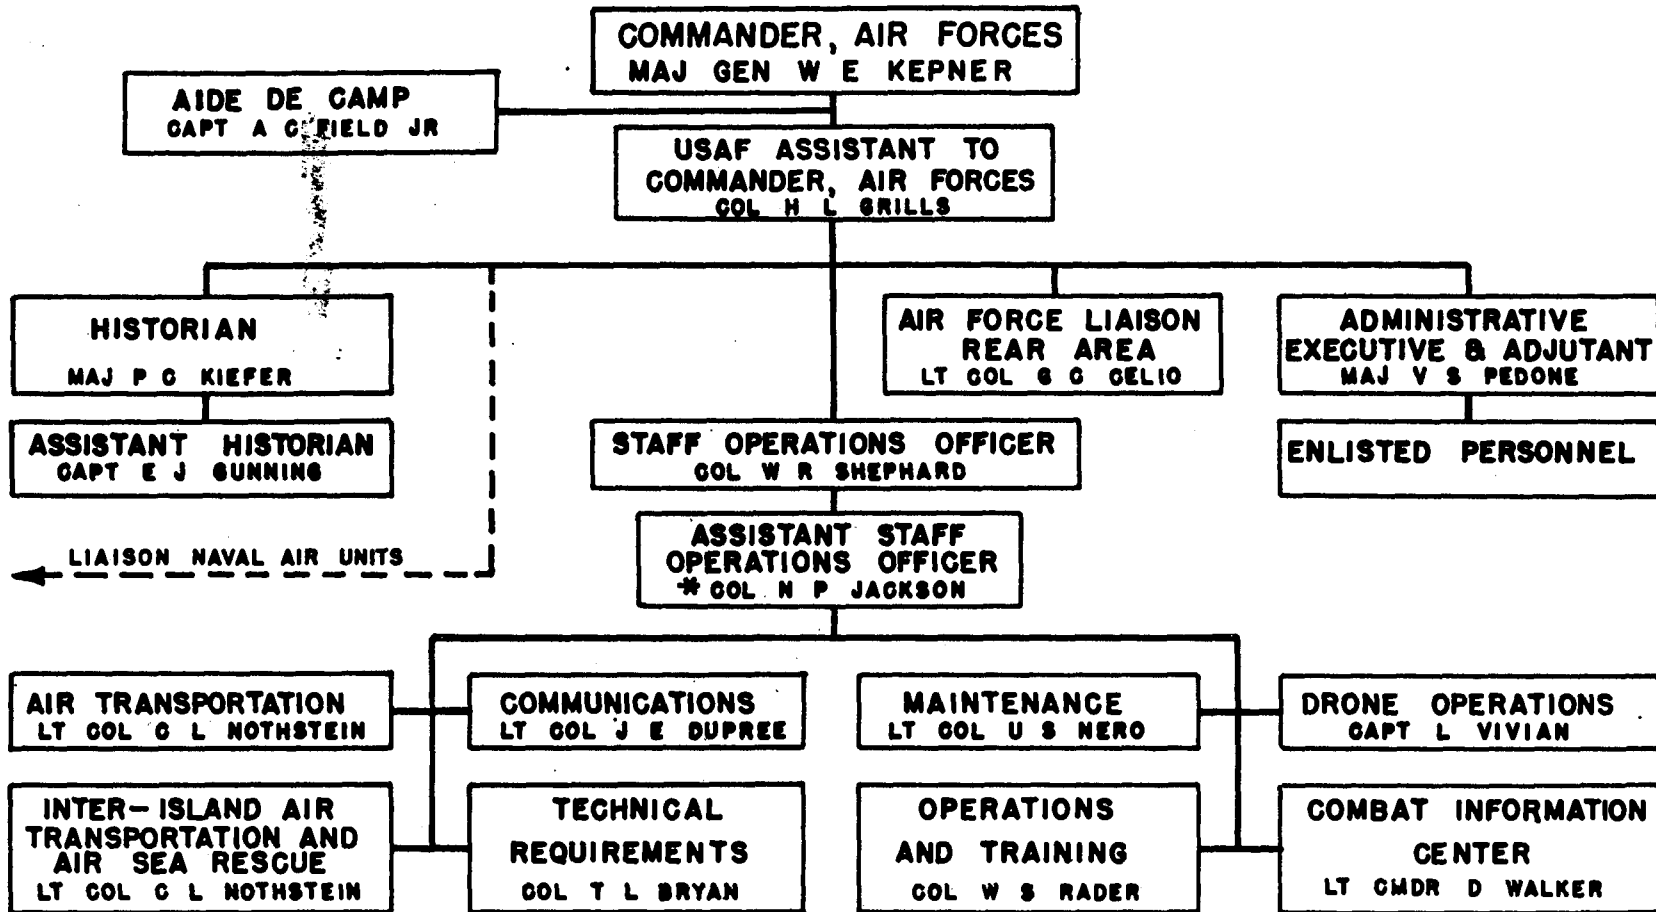 COMMANDER, AIR FORCES
MAJ GEN W E KEPNER
AIDE DE CAMP
CAPT A C FIELD JR
USAF ASSISTANT TO
COMMANDER, AIR FORCES
COL H L GRILLS
HISTORIAN
MAJ P C KIEFER
AIR FORCE LIAISON
REAR AREA
LT COL G C CELIO
ADMINISTRATIVE
EXECUTIVE & ADJUTANT
MAJ V S PEDONE
ASSISTANT HISTORIAN
CAPT E J GUNNING
STAFF OPERATIONS OFFICER
COL W R SHEPHARD
ENLISTED PERSONNEL
LIAISON NAVAL AIR UNITS
ASSISTANT STAFF
OPERATIONS OFFICER
* COL N P JACKSON
AIR TRANSPORTATION
LT COL C L NOTHSTEIN
COMMUNICATIONS
LT COL J E DUPREE
MAINTENANCE
LT COL U S NERO
DRONE OPERATIONS
CAPT L VIVIAN
INTER-ISLAND AIR
TRANSPORTATION AND
AIR SEA RESCUE
LT COL C L NOTHSTEIN
TECHNICAL
REQUIREMENTS
COL T L BRYAN
OPERATIONS
AND TRAINING
COL W S RADER
COMBAT INFORMATION
CENTER
LT CMDR D WALKER